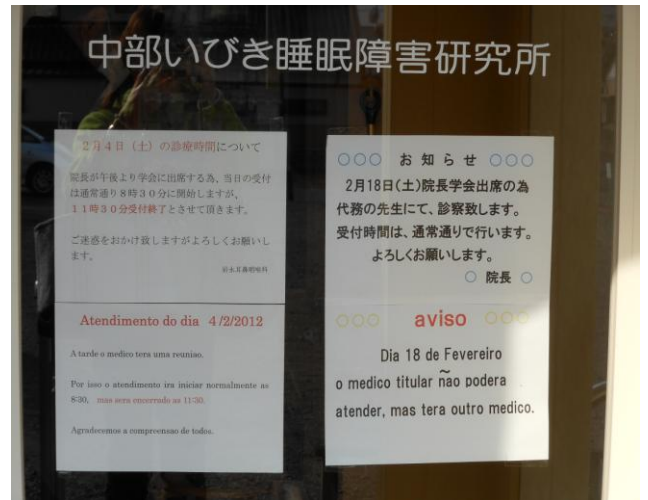 中部いびき睡眠障害研究所
2月4日（土）の診療時間について
院長が午後より学会に出席する為、当日の受付
は通常通り8時30分に開始しますが、
11時30分受付終了とさせて頂きます。
ご迷惑をおかけ致しますがよろしくお願いし
ます。
Atendimento do dia 4/2/2012
A tarde o medico tera uma reuniao.
Por isso o atendimento ira iniciar normalmente as
8:30, mas sera encerrado as 11:30.
Agradecemos a compreensao de todos.
○○○ お知らせ ○○○
2月18日(土)院長学会出席の為
代務の先生にて、診察致します。
受付時間は、通常通りで行います。
よろしくお願いします。
○ 院長 ○
○○○ aviso ○○○
Dia 18 de Fevereiro
o medico titular não podera
atender, mas tera outro medico.